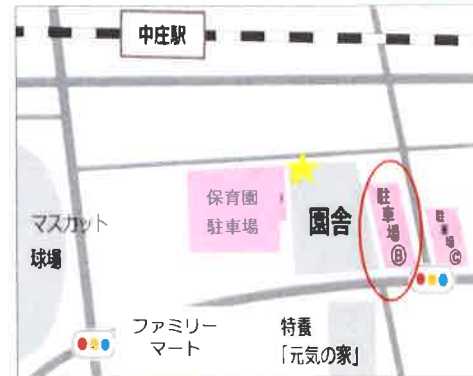 中庄駅
保育園
駐車場
園舎
駐車場Ⓑ
駐車場Ⓒ
マスカット
球場
ファミリー
マート
特養
「元気の家」